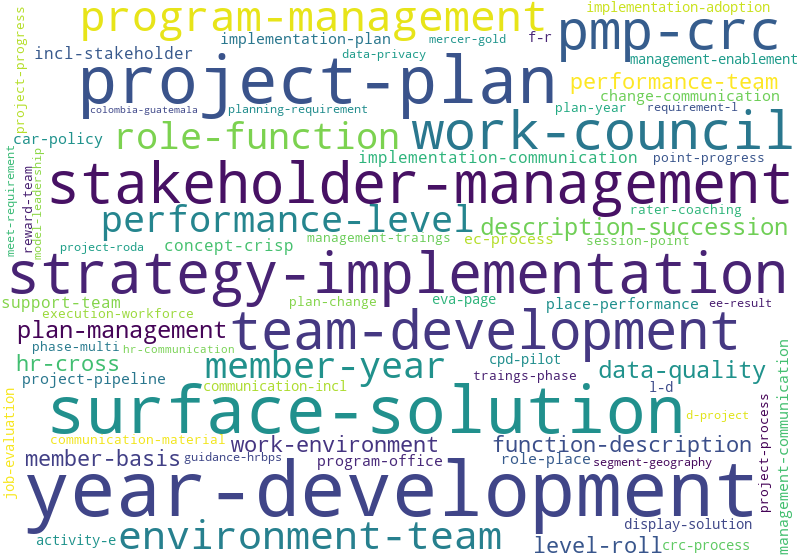 program-management
implementation-adoption
project-progress
implementation-plan
mercer-gold
f-r
pmp-crc
incl-stakeholder
data-privacy
management-enablement
project-plan
performance-team
change-communication
colombia-guatemala
planning-requirement
plan-year
requirement-l
car-policy
role-function
work-council
meet-requirement
reward-team
model-leadership
implementation-communication
point-progress
stakeholder-management
performance-level
rater-coaching
description-succession
project-roda
concept-crisp
management-traings
ec-process
session-point
strategy-implementation
support-team
plan-change
eva-page
place-performance
ee-result
execution-workforce
plan-management
team-development
phase-multi
hr-communication
hr-cross
member-year
cpd-pilot
data-quality
project-pipeline
traings-phase
communication-incl
l-d
surface-solution
d-project
job-evaluation
communication-material
work-environment
function-description
project-process
management-communication
member-basis
guidance-hrbps
program-office
role-place
segment-geography
year-development
display-solution
activity-e
environment-team
level-roll
crc-process